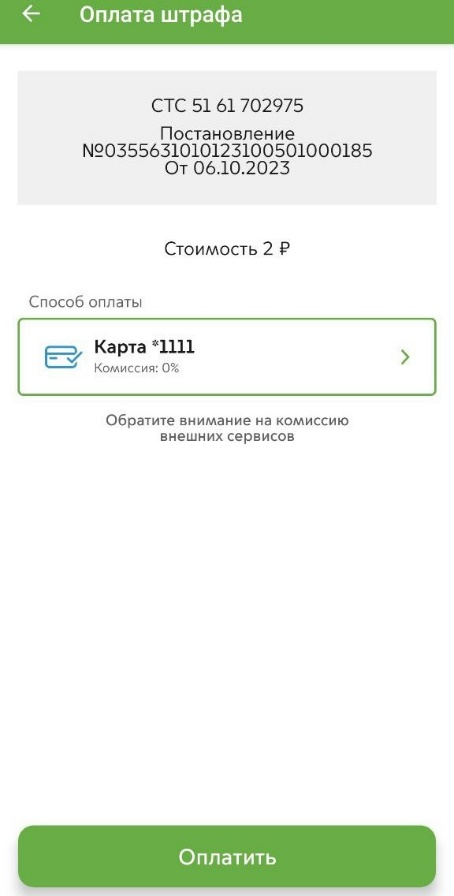 Оплата штрафа
СТС 51 61 702975
Постановление
№0355631010123100501000185
От 06.10.2023
Стоимость 2 ₽
Способ оплаты
Карта *1111
Комиссия: 0%
Обратите внимание на комиссию
внешних сервисов
Оплатить